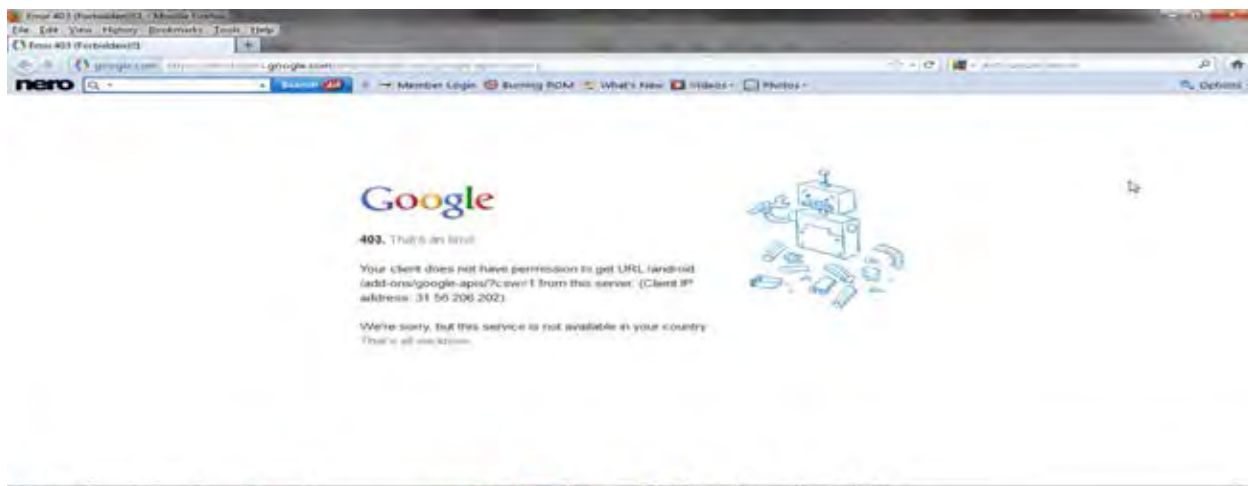 Error 403 (Forbidden)!!1 - Mozilla Firefox
File Edit View History Bookmarks Tools Help
Error 403 (Forbidden)!!1
google.com google.com
nero Search Member Login Burning ROM What's New Videos Photos Options
Google
403. That's an error.
Your client does not have permission to get URL /android
/add-ons/google-apis/?csw=1 from this server. (Client IP
address: 31.56.206.202)
We're sorry, but this service is not available in your country
That's all we know.